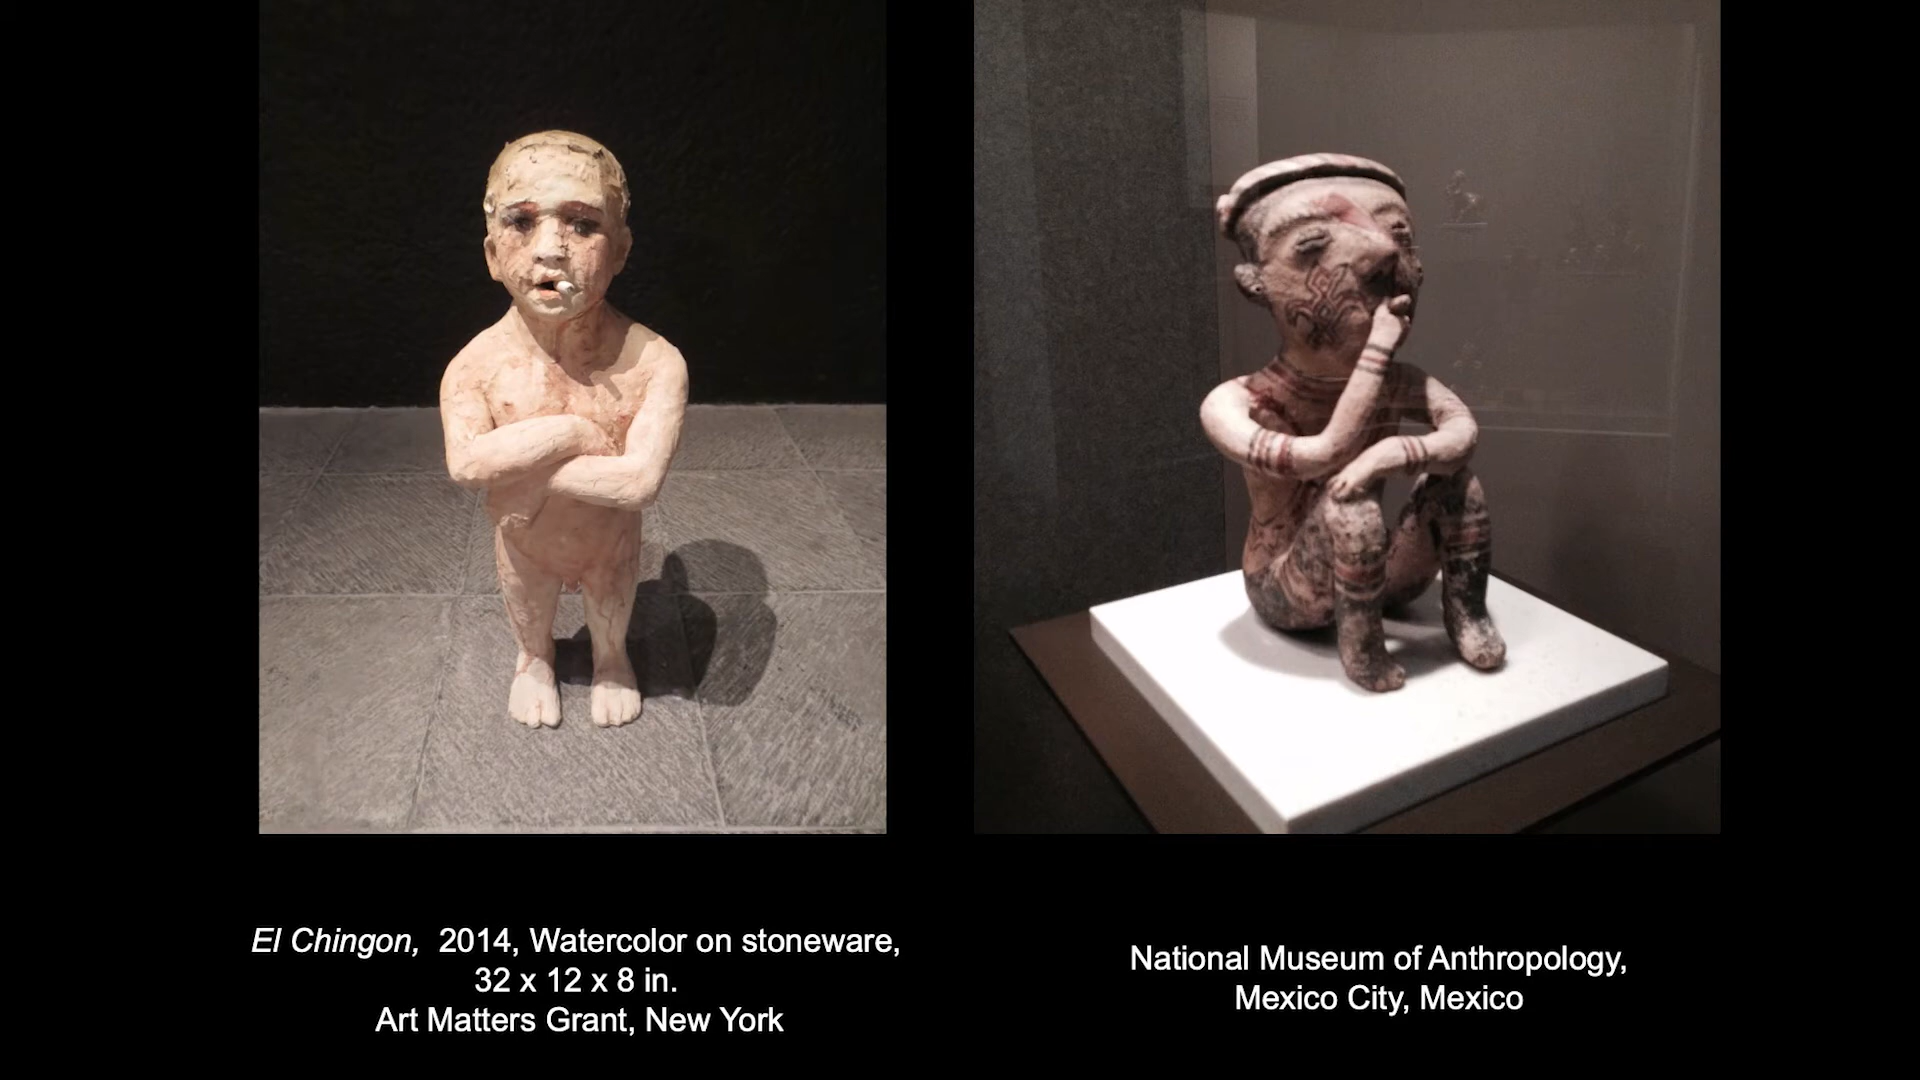 El Chingon, 2014, Watercolor on stoneware,
32 x 12 x 8 in.
Art Matters Grant, New York
National Museum of Anthropology,
Mexico City, Mexico